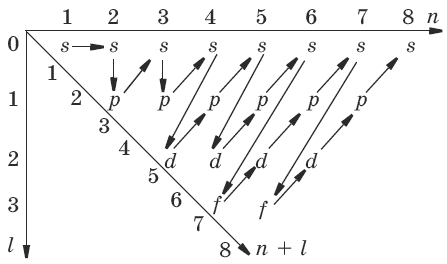 1 2 3 4 5 6 7 8 n
0 s s s s s s s s
1
2
1 p p p p p p
3
4
2 d d d d
5
6
3 f f
7
l 8 n + l